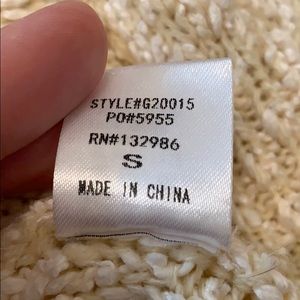 STYLE#G20015
PO#5955
RN#132986
S
MADE IN CHINA